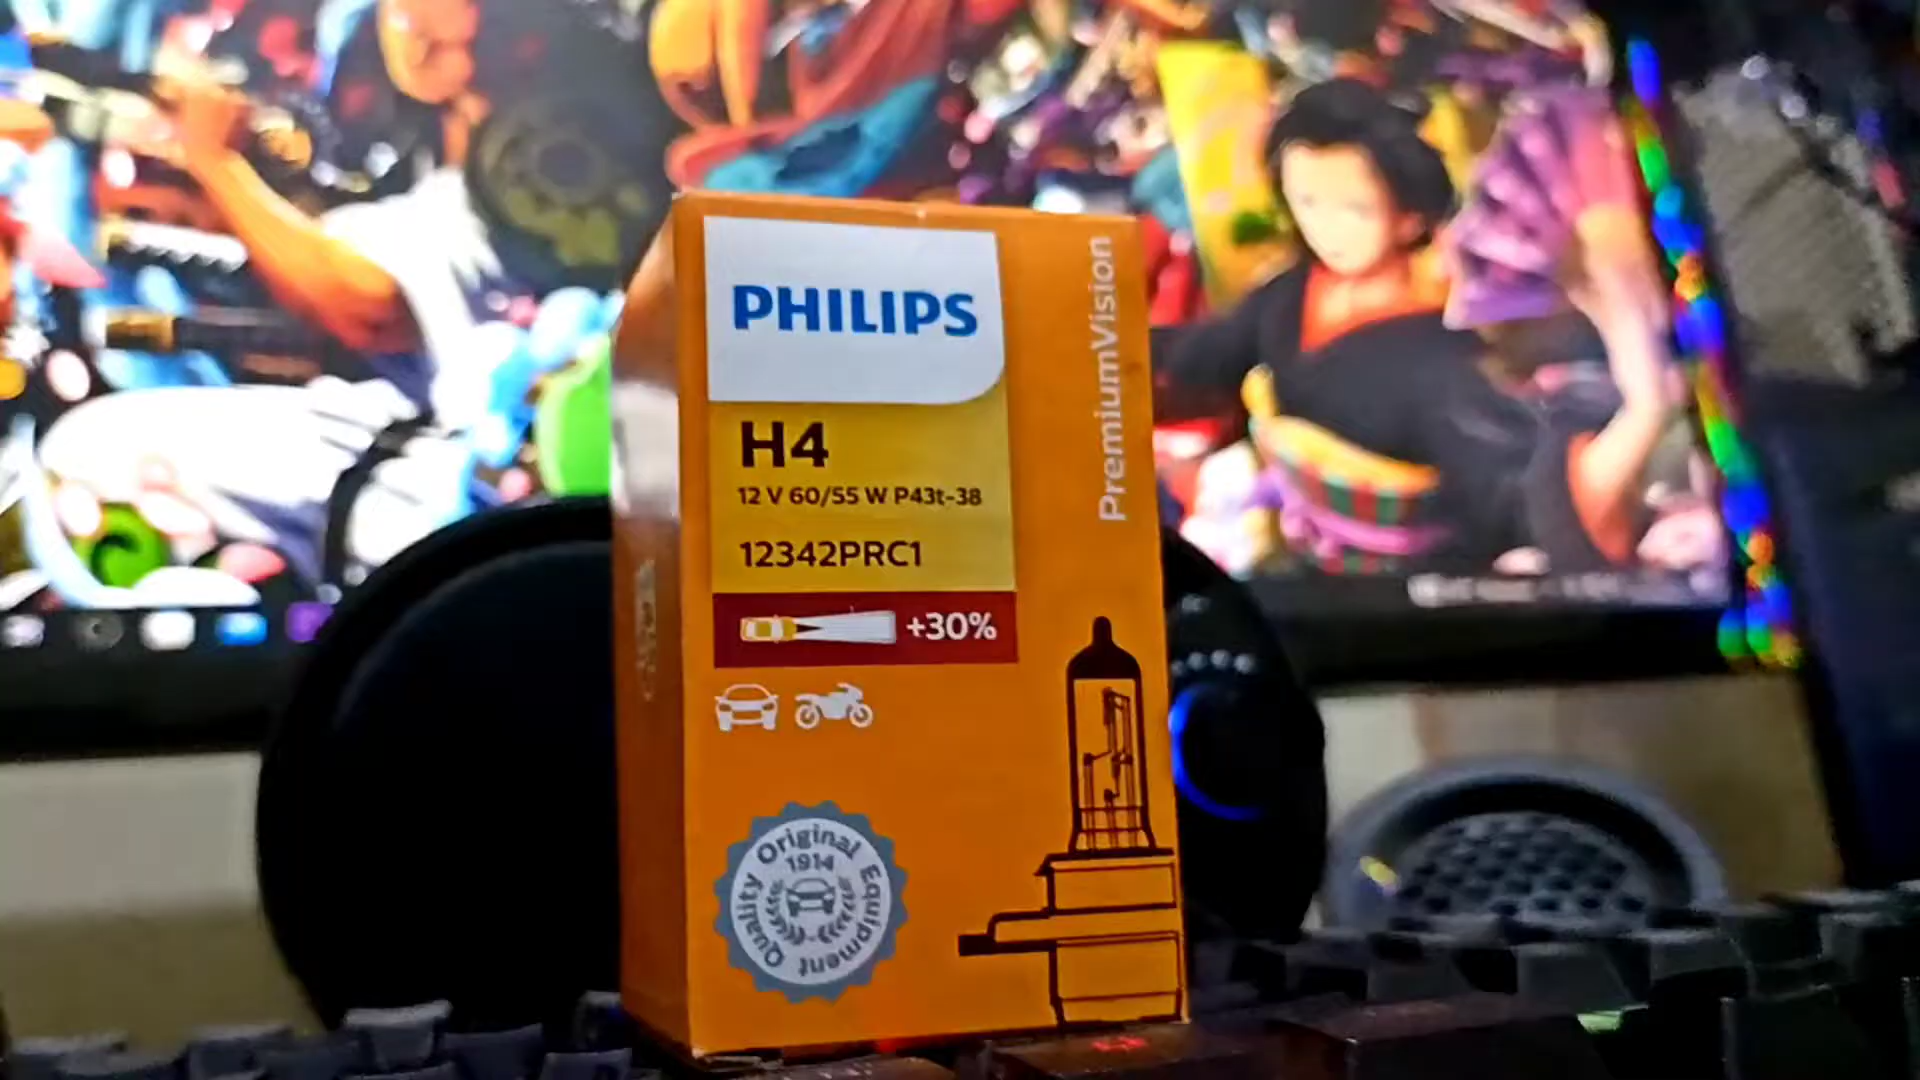 PHILIPS
H4
12 V 60/55 W P43t-38
12342PRC1
+30%
PremiumVision
Original Equipment Quality
1914